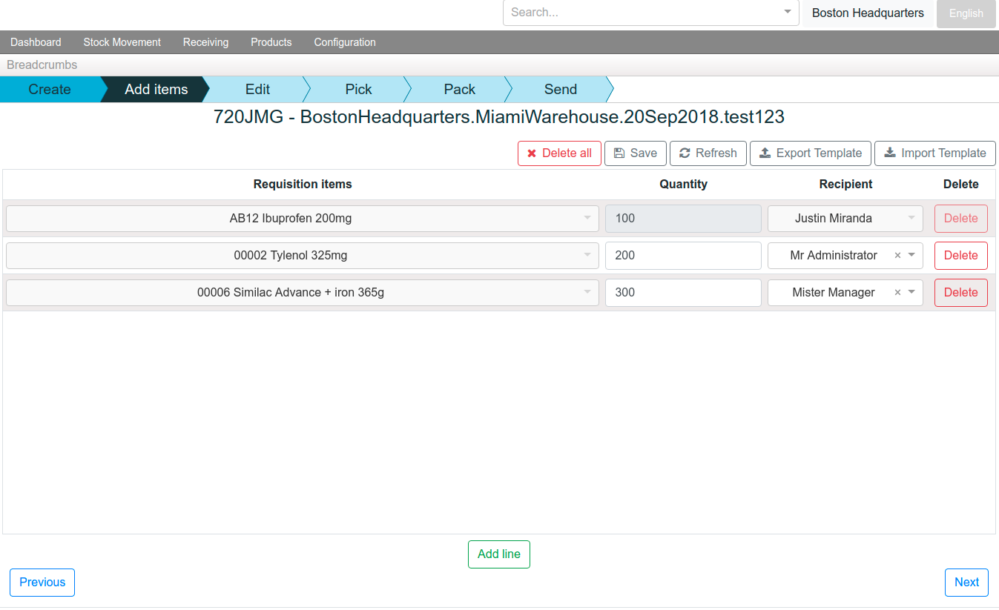 Search... Boston Headquarters English
Dashboard Stock Movement Receiving Products Configuration
Breadcrumbs
Create Add items Edit Pick Pack Send
720JMG - BostonHeadquarters.MiamiWarehouse.20Sep2018.test123
Delete all Save Refresh Export Template Import Template
Requisition items Quantity Recipient Delete
AB12 Ibuprofen 200mg 100 Justin Miranda Delete
00002 Tylenol 325mg 200 Mr Administrator × Delete
00006 Similac Advance + iron 365g 300 Mister Manager × Delete
Add line
Previous Next